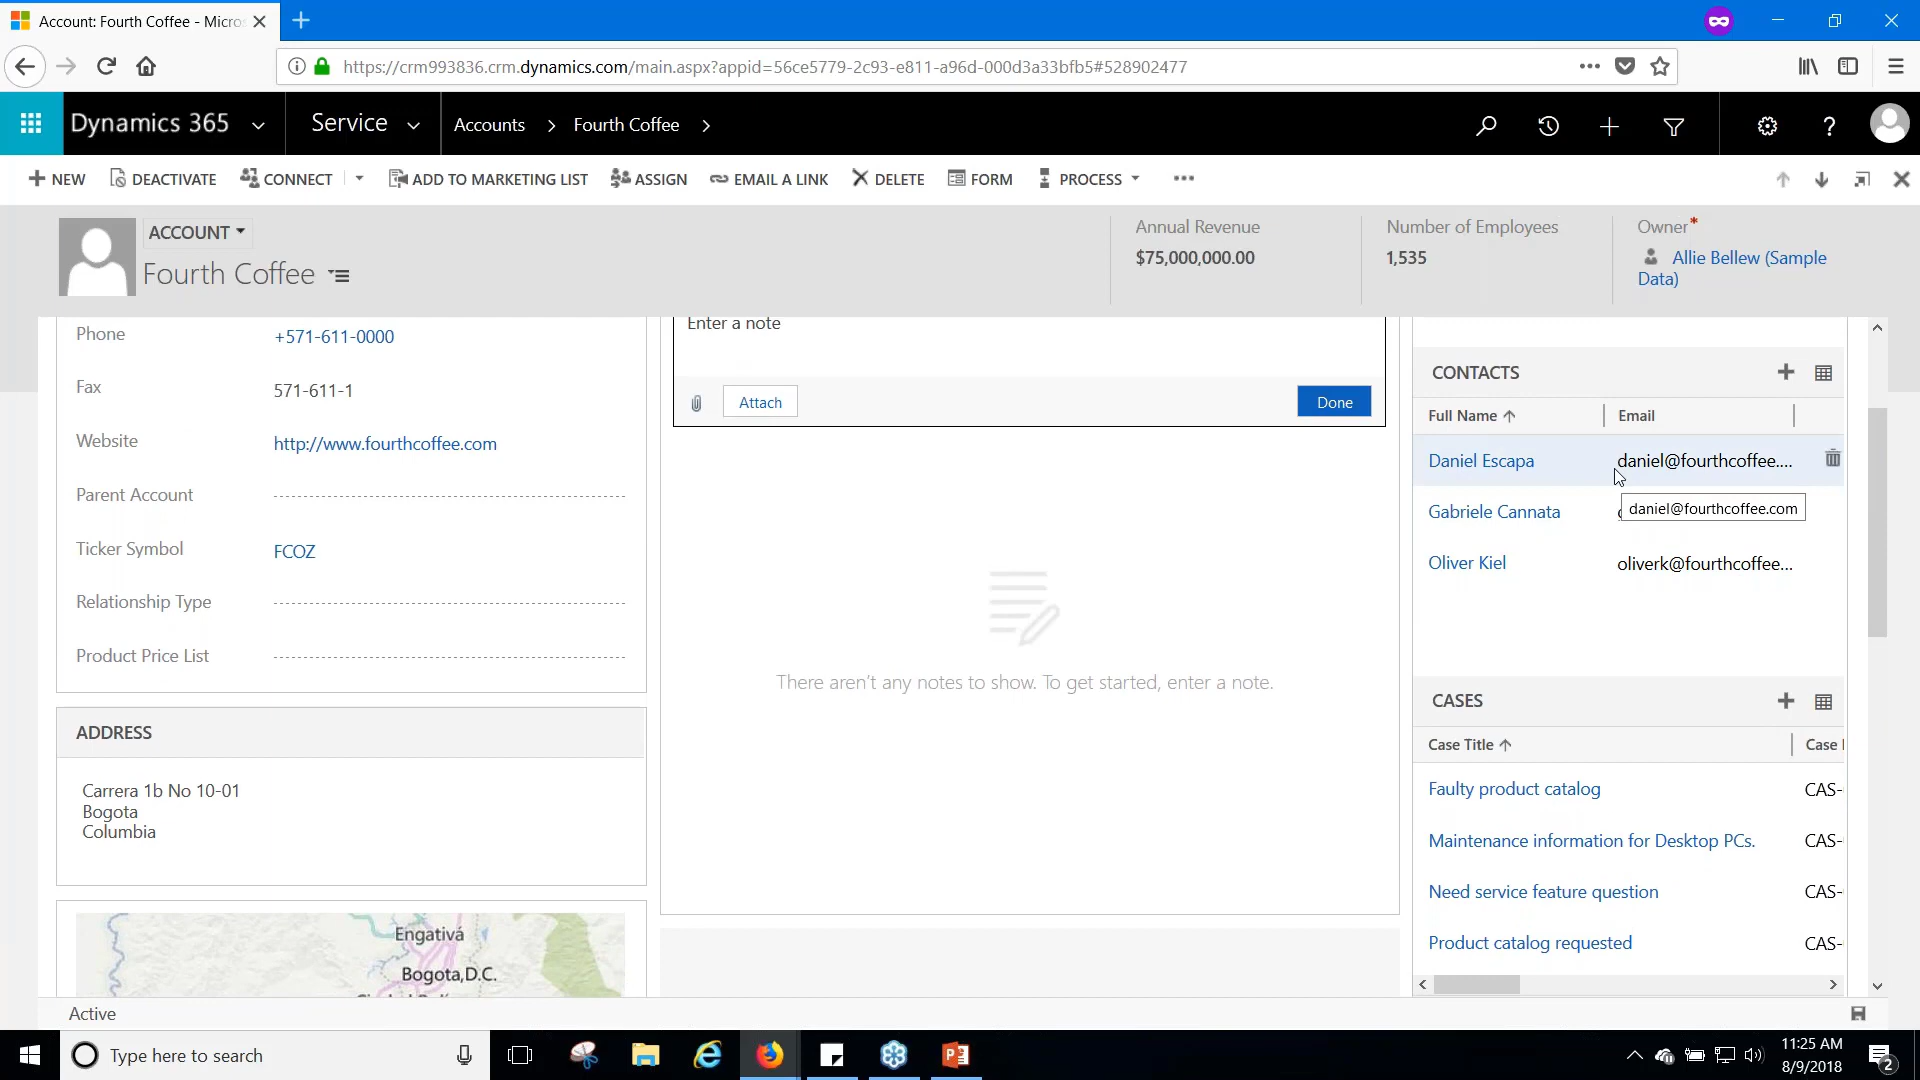 Account: Fourth Coffee - Micros
https://crm993836.crm.dynamics.com/main.aspx?appid=56ce5779-2c93-e811-a96d-000d3a33bfb5#528902477
Dynamics 365
Service
Accounts > Fourth Coffee >
NEW
DEACTIVATE
CONNECT
ADD TO MARKETING LIST
ASSIGN
EMAIL A LINK
DELETE
FORM
PROCESS
ACCOUNT
Fourth Coffee
Annual Revenue
$75,000,000.00
Number of Employees
1,535
Owner*
Allie Bellew (Sample
Data)
Phone
+571-611-0000
Fax
571-611-1
Website
http://www.fourthcoffee.com
Parent Account
Ticker Symbol
FCOZ
Relationship Type
Product Price List
ADDRESS
Carrera 1b No 10-01
Bogota
Columbia
Engativá
Bogota,D.C.
Enter a note
Attach
Done
There aren't any notes to show. To get started, enter a note.
CONTACTS
Full Name
Email
Daniel Escapa
daniel@fourthcoffee....
Gabriele Cannata
daniel@fourthcoffee.com
Oliver Kiel
oliverk@fourthcoffee...
CASES
Case Title
Case
Faulty product catalog
CAS-
Maintenance information for Desktop PCs.
CAS-
Need service feature question
CAS-
Product catalog requested
CAS-
Active
Type here to search
11:25 AM
8/9/2018
2